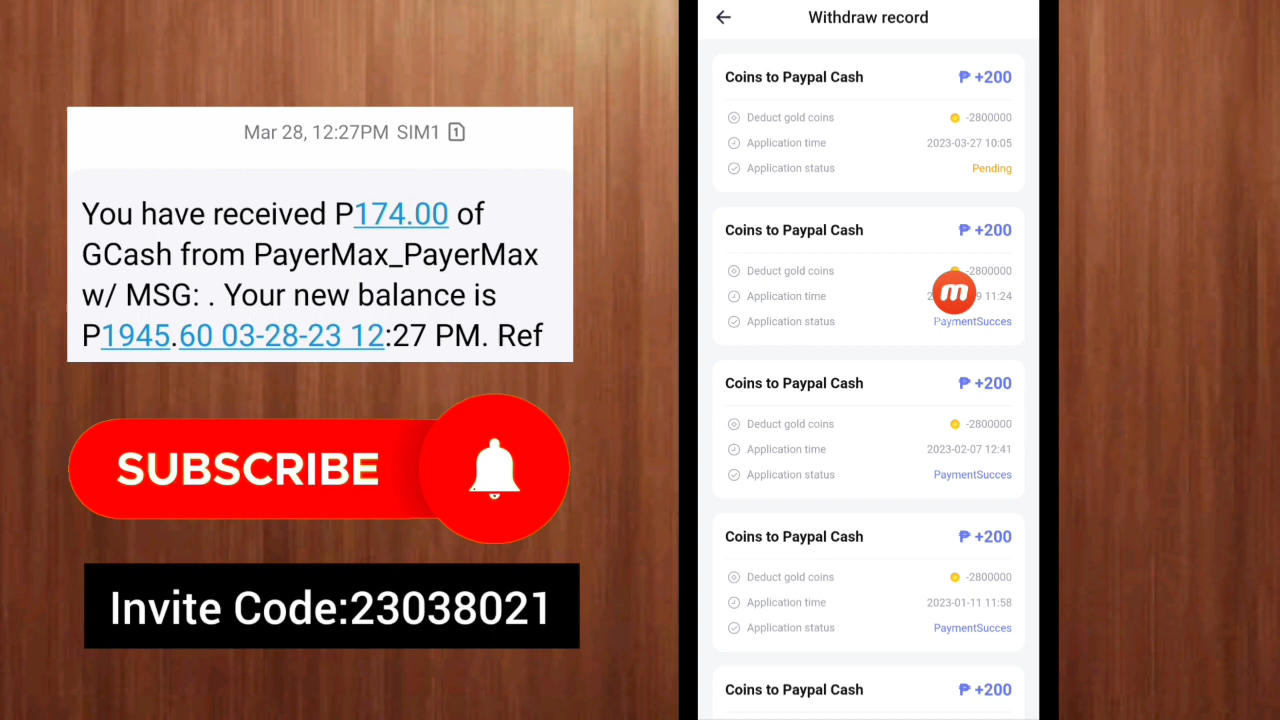 Mar 28, 12:27PM SIM1 1
You have received P174.00 of
GCash from PayerMax_PayerMax
w/ MSG: . Your new balance is
P1945.60 03-28-23 12:27 PM. Ref
SUBSCRIBE
Invite Code:23038021
Withdraw record
Coins to Paypal Cash ₱ +200
Deduct gold coins -2800000
Application time 2023-03-27 10:05
Application status Pending
Coins to Paypal Cash ₱ +200
Deduct gold coins -2800000
Application time 11:24
Application status PaymentSucces
Coins to Paypal Cash ₱ +200
Deduct gold coins -2800000
Application time 2023-02-07 12:41
Application status PaymentSucces
Coins to Paypal Cash ₱ +200
Deduct gold coins -2800000
Application time 2023-01-11 11:58
Application status PaymentSucces
Coins to Paypal Cash ₱ +200